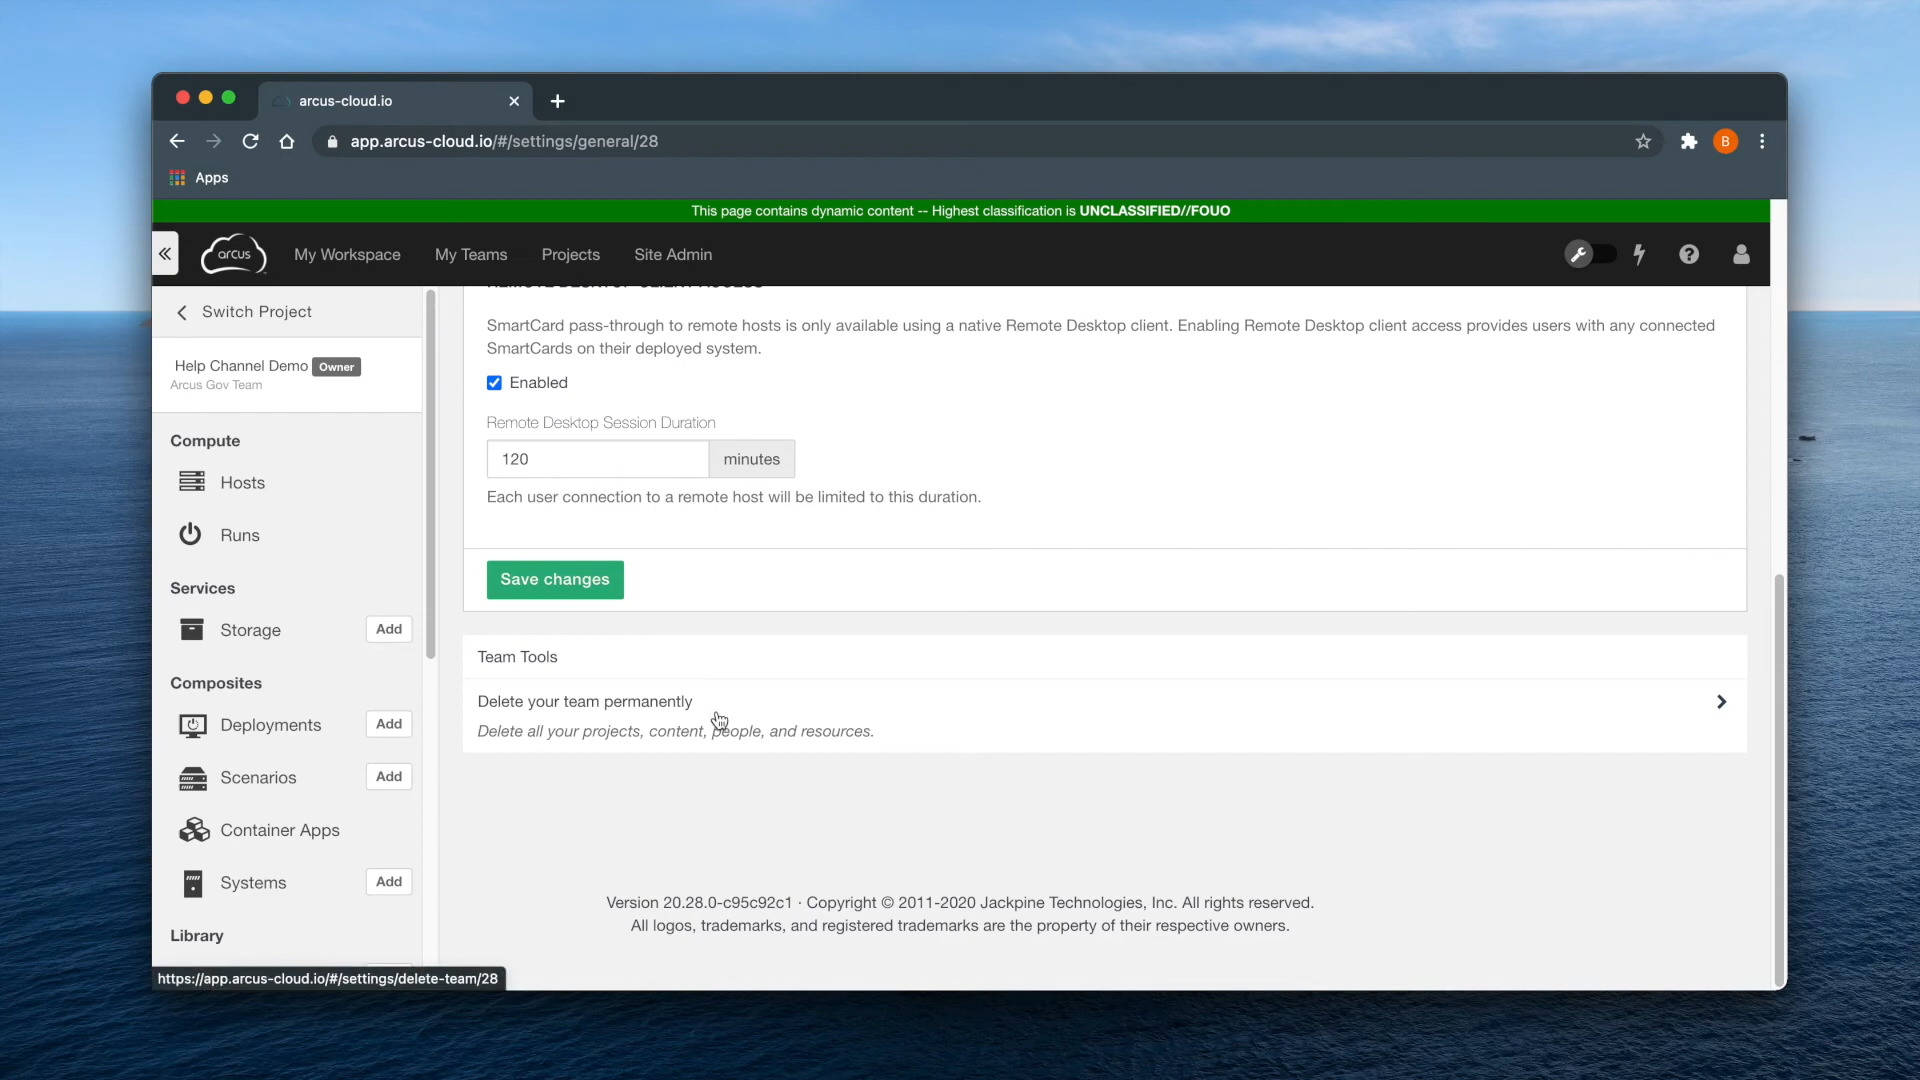 arcus-cloud.io
app.arcus-cloud.io/#/settings/general/28
B
Apps
This page contains dynamic content -- Highest classification is UNCLASSIFIED//FOUO
arcus
My Workspace
My Teams
Projects
Site Admin
Switch Project
Help Channel Demo Owner
Arcus Gov Team
Compute
Hosts
Runs
Services
Storage Add
Composites
Deployments Add
Scenarios Add
Container Apps
Systems Add
Library
REMOTE DESKTOP CLIENT ACCESS
SmartCard pass-through to remote hosts is only available using a native Remote Desktop client. Enabling Remote Desktop client access provides users with any connected
SmartCards on their deployed system.
Enabled
Remote Desktop Session Duration
120 minutes
Each user connection to a remote host will be limited to this duration.
Save changes
Team Tools
Delete your team permanently
Delete all your projects, content, people, and resources.
Version 20.28.0-c95c92c1 · Copyright © 2011-2020 Jackpine Technologies, Inc. All rights reserved.
All logos, trademarks, and registered trademarks are the property of their respective owners.
https://app.arcus-cloud.io/#/settings/delete-team/28